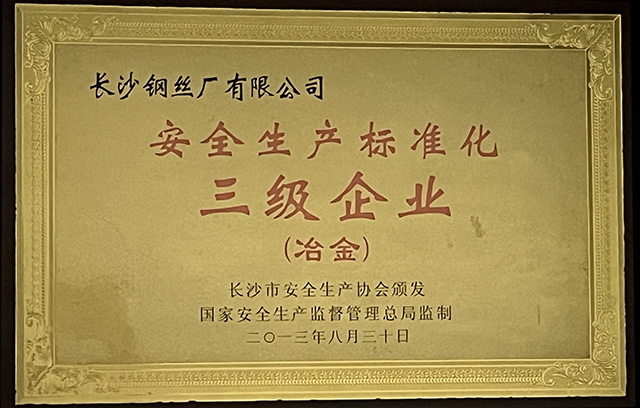 长沙钢丝厂有限公司
安全生产标准化
三级企业
(冶金)
长沙市安全生产协会颁发
国家安全生产监督管理总局监制
二〇一三年八月三十日